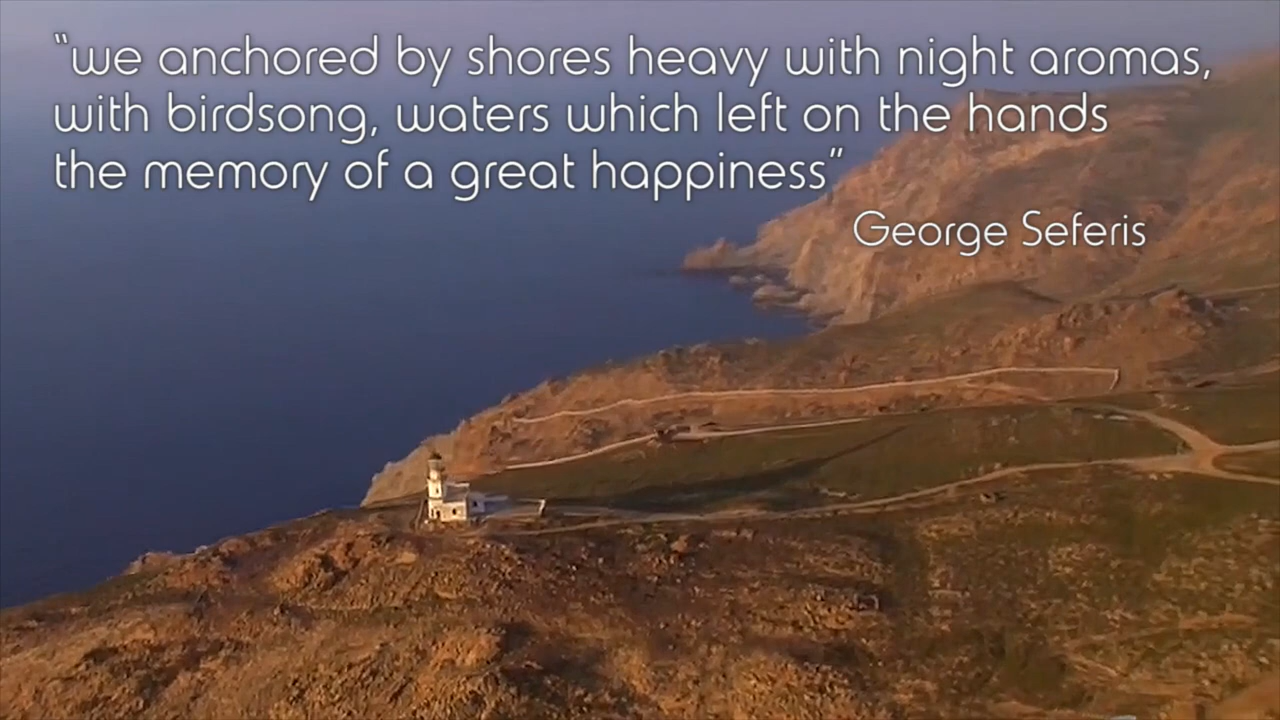 “we anchored by shores heavy with night aromas,
with birdsong, waters which left on the hands
the memory of a great happiness”
George Seferis